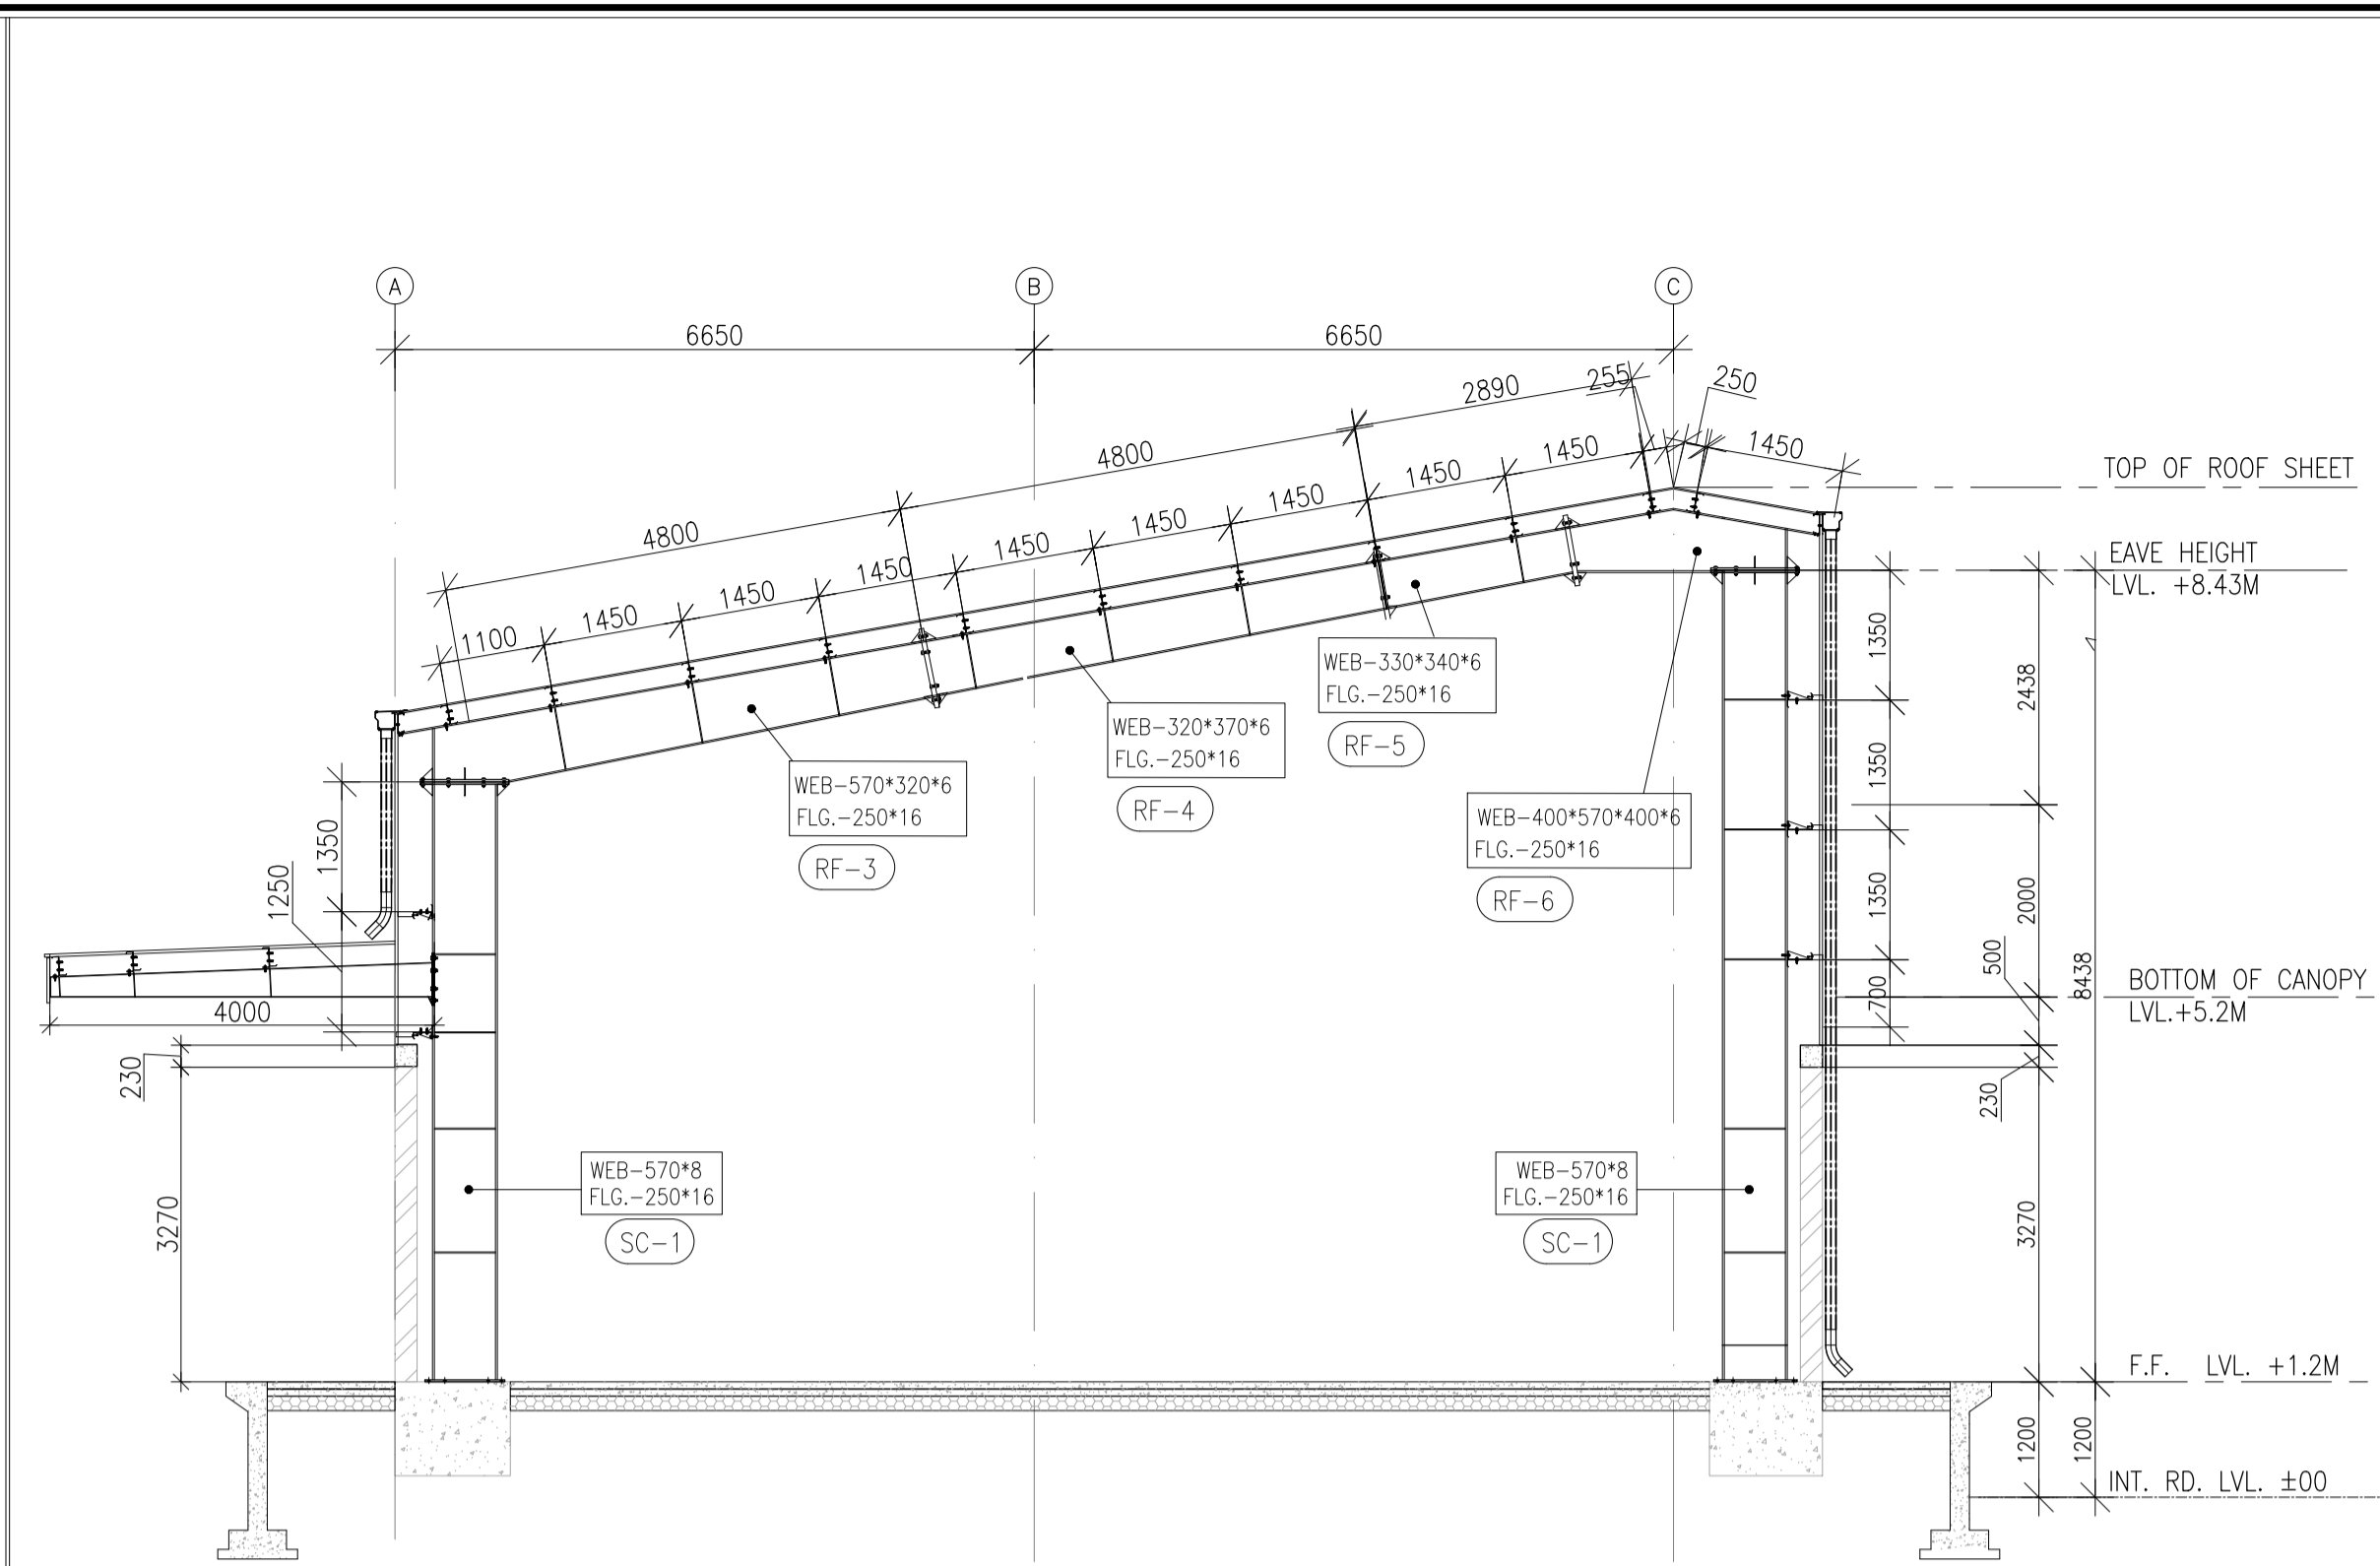 A
B
C
6650
6650
255
250
2890
4800
4800
1450
1450
1450
1450
1450
1450
1450
1450
1450
1100
TOP OF ROOF SHEET
EAVE HEIGHT
LVL. +8.43M
WEB-330*340*6
FLG.-250*16
RF-5
WEB-320*370*6
FLG.-250*16
RF-4
WEB-570*320*6
FLG.-250*16
RF-3
WEB-400*570*400*6
FLG.-250*16
RF-6
1350
1250
4000
230
3270
1350
1350
1350
700
2438
2000
500
8438
230
3270
1200
1200
BOTTOM OF CANOPY
LVL.+5.2M
WEB-570*8
FLG.-250*16
SC-1
WEB-570*8
FLG.-250*16
SC-1
F.F. LVL. +1.2M
INT. RD. LVL. ±00